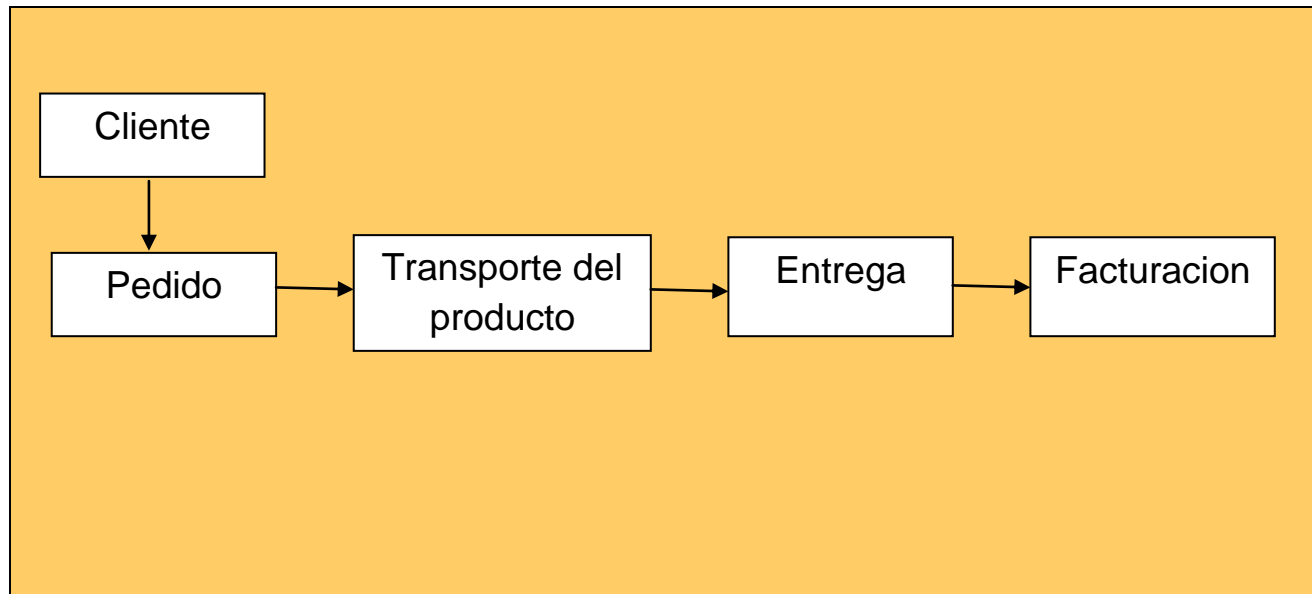 Cliente
Pedido
Transporte del
producto
Entrega
Facturacion